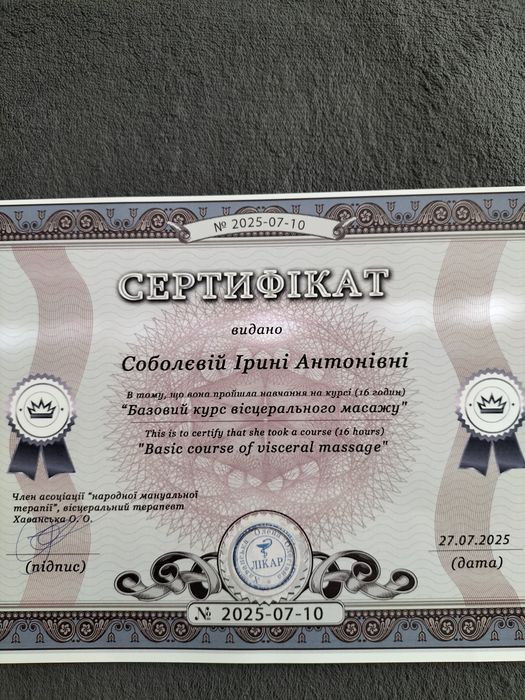 № 2025-07-10
СЕРТИФІКАТ
видано
Соболєвій Ірині Антонівні
В тому, що вона пройшла навчання на курсі (16 годин)
"Базовий курс вісцерального масажу"
This is to certify that she took a course (16 hours)
"Basic course of visceral massage"
Член асоціації "народної мануальної
терапії", вісцеральний терапевт
Хаванська О. О.
(підпис)
ЛІКАР
27.07.2025
(дата)
№ 2025-07-10